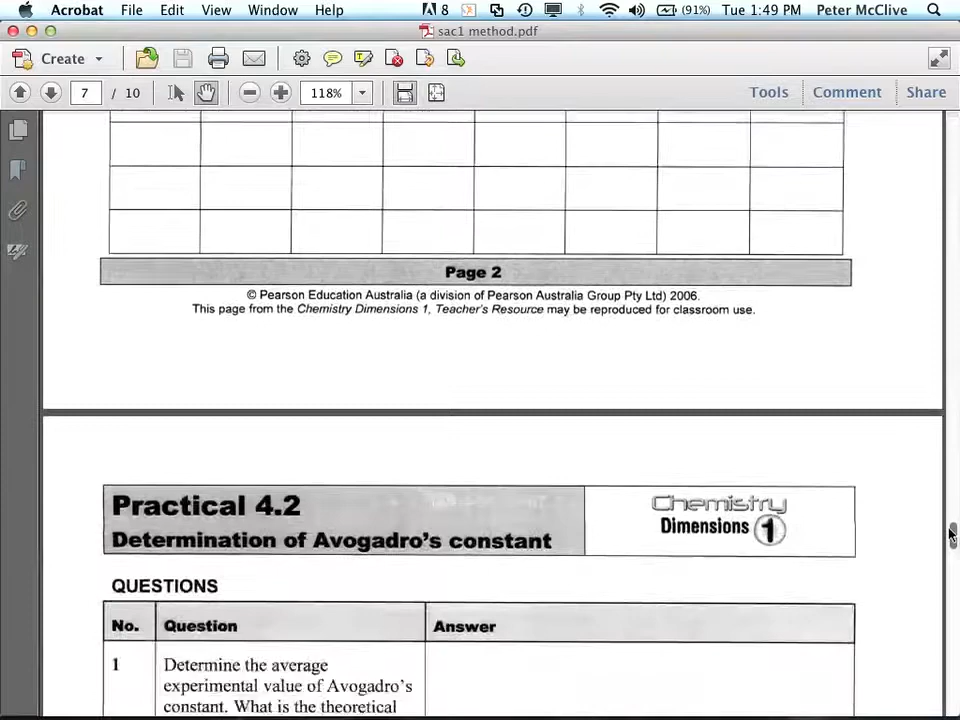 Acrobat File Edit View Window Help 8 (91%) Tue 1:49 PM Peter McClive
sac1 method.pdf
Create
7 / 10 118% Tools Comment Share
Page 2
© Pearson Education Australia (a division of Pearson Australia Group Pty Ltd) 2006.
This page from the Chemistry Dimensions 1, Teacher's Resource may be reproduced for classroom use.
Practical 4.2
Determination of Avogadro's constant
Chemistry
Dimensions 1
QUESTIONS
No. Question Answer
1 Determine the average
experimental value of Avogadro's
constant. What is the theoretical